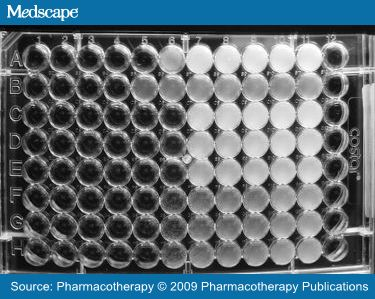 Medscape
1 2 3 4 5 6 7 8 9 10 11 12
A
B
C
D
E
F
G
H
costar
Source: Pharmacotherapy © 2009 Pharmacotherapy Publications